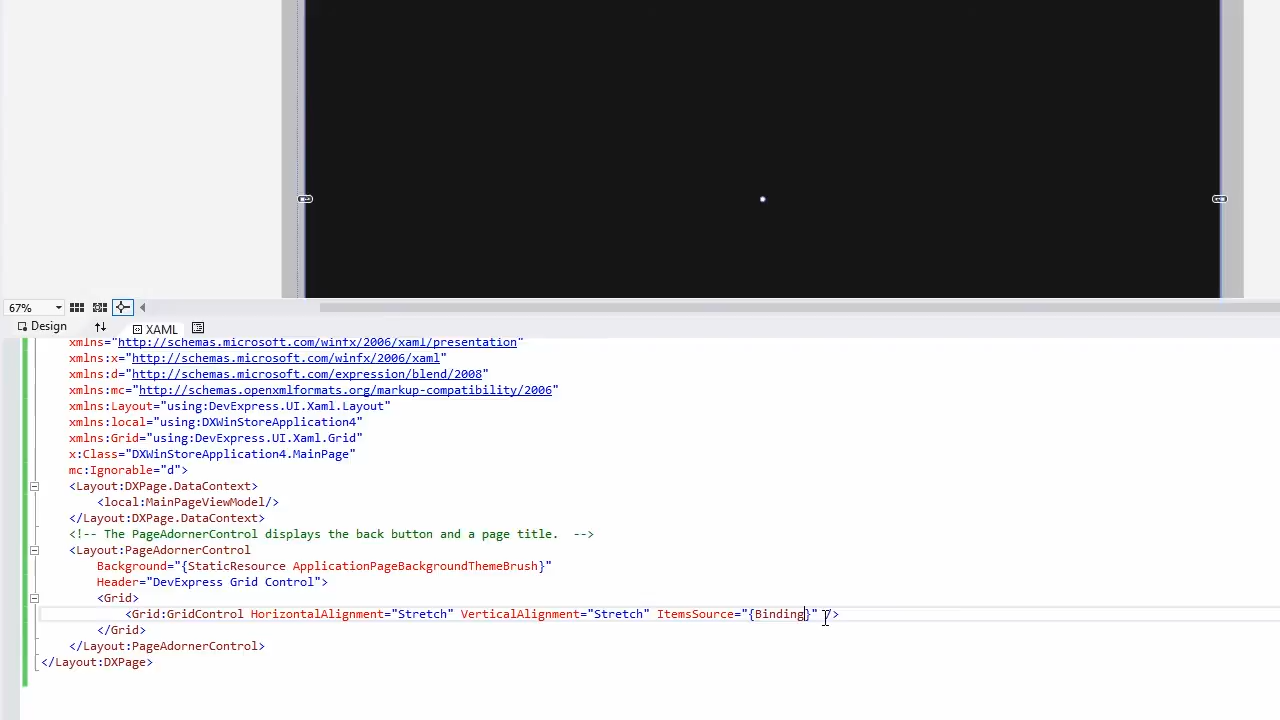 67%
Design
XAML
xmlns="http://schemas.microsoft.com/winfx/2006/xaml/presentation"
xmlns:x="http://schemas.microsoft.com/winfx/2006/xaml"
xmlns:d="http://schemas.microsoft.com/expression/blend/2008"
xmlns:mc="http://schemas.openxmlformats.org/markup-compatibility/2006"
xmlns:Layout="using:DevExpress.UI.Xaml.Layout"
xmlns:local="using:DXWinStoreApplication4"
xmlns:Grid="using:DevExpress.UI.Xaml.Grid"
x:Class="DXWinStoreApplication4.MainPage"
mc:Ignorable="d">
<Layout:DXPage.DataContext>
<local:MainPageViewModel/>
</Layout:DXPage.DataContext>
<!-- The PageAdornerControl displays the back button and a page title.  -->
<Layout:PageAdornerControl
Background="{StaticResource ApplicationPageBackgroundThemeBrush}"
Header="DevExpress Grid Control">
<Grid>
<Grid:GridControl HorizontalAlignment="Stretch" VerticalAlignment="Stretch" ItemsSource="{Binding}" />
</Grid>
</Layout:PageAdornerControl>
</Layout:DXPage>